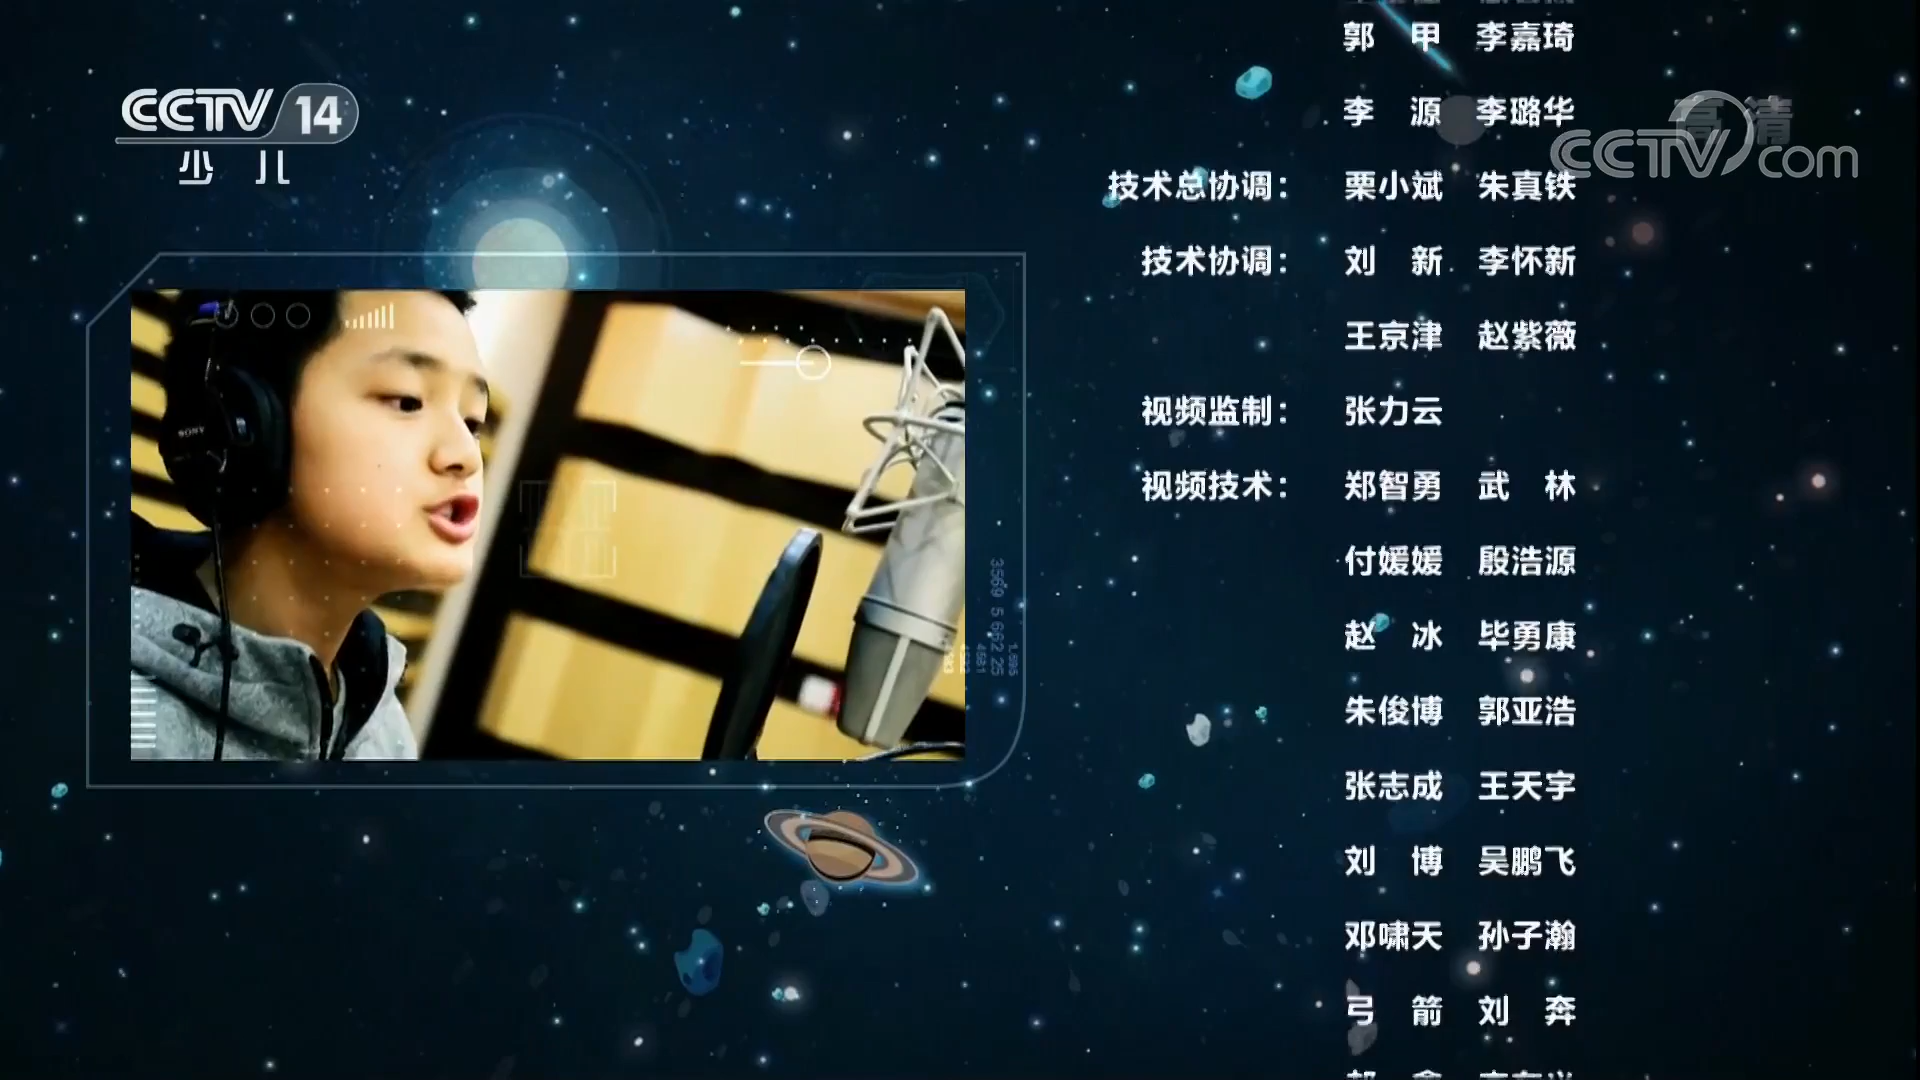 郭 甲 李嘉琦
CCTV 14
少儿
李 源 李璐华
高清
CCTV com
技术总协调： 栗小斌 朱真铁
技术协调： 刘 新 李怀新
王京津 赵紫薇
视频监制： 张力云
SONY
视频技术： 郑智勇 武 林
付媛媛 殷浩源
赵 冰 毕勇康
3569 5 662 25
朱俊博 郭亚浩
张志成 王天宇
刘 博 吴鹏飞
邓啸天 孙子瀚
弓 箭 刘 奔